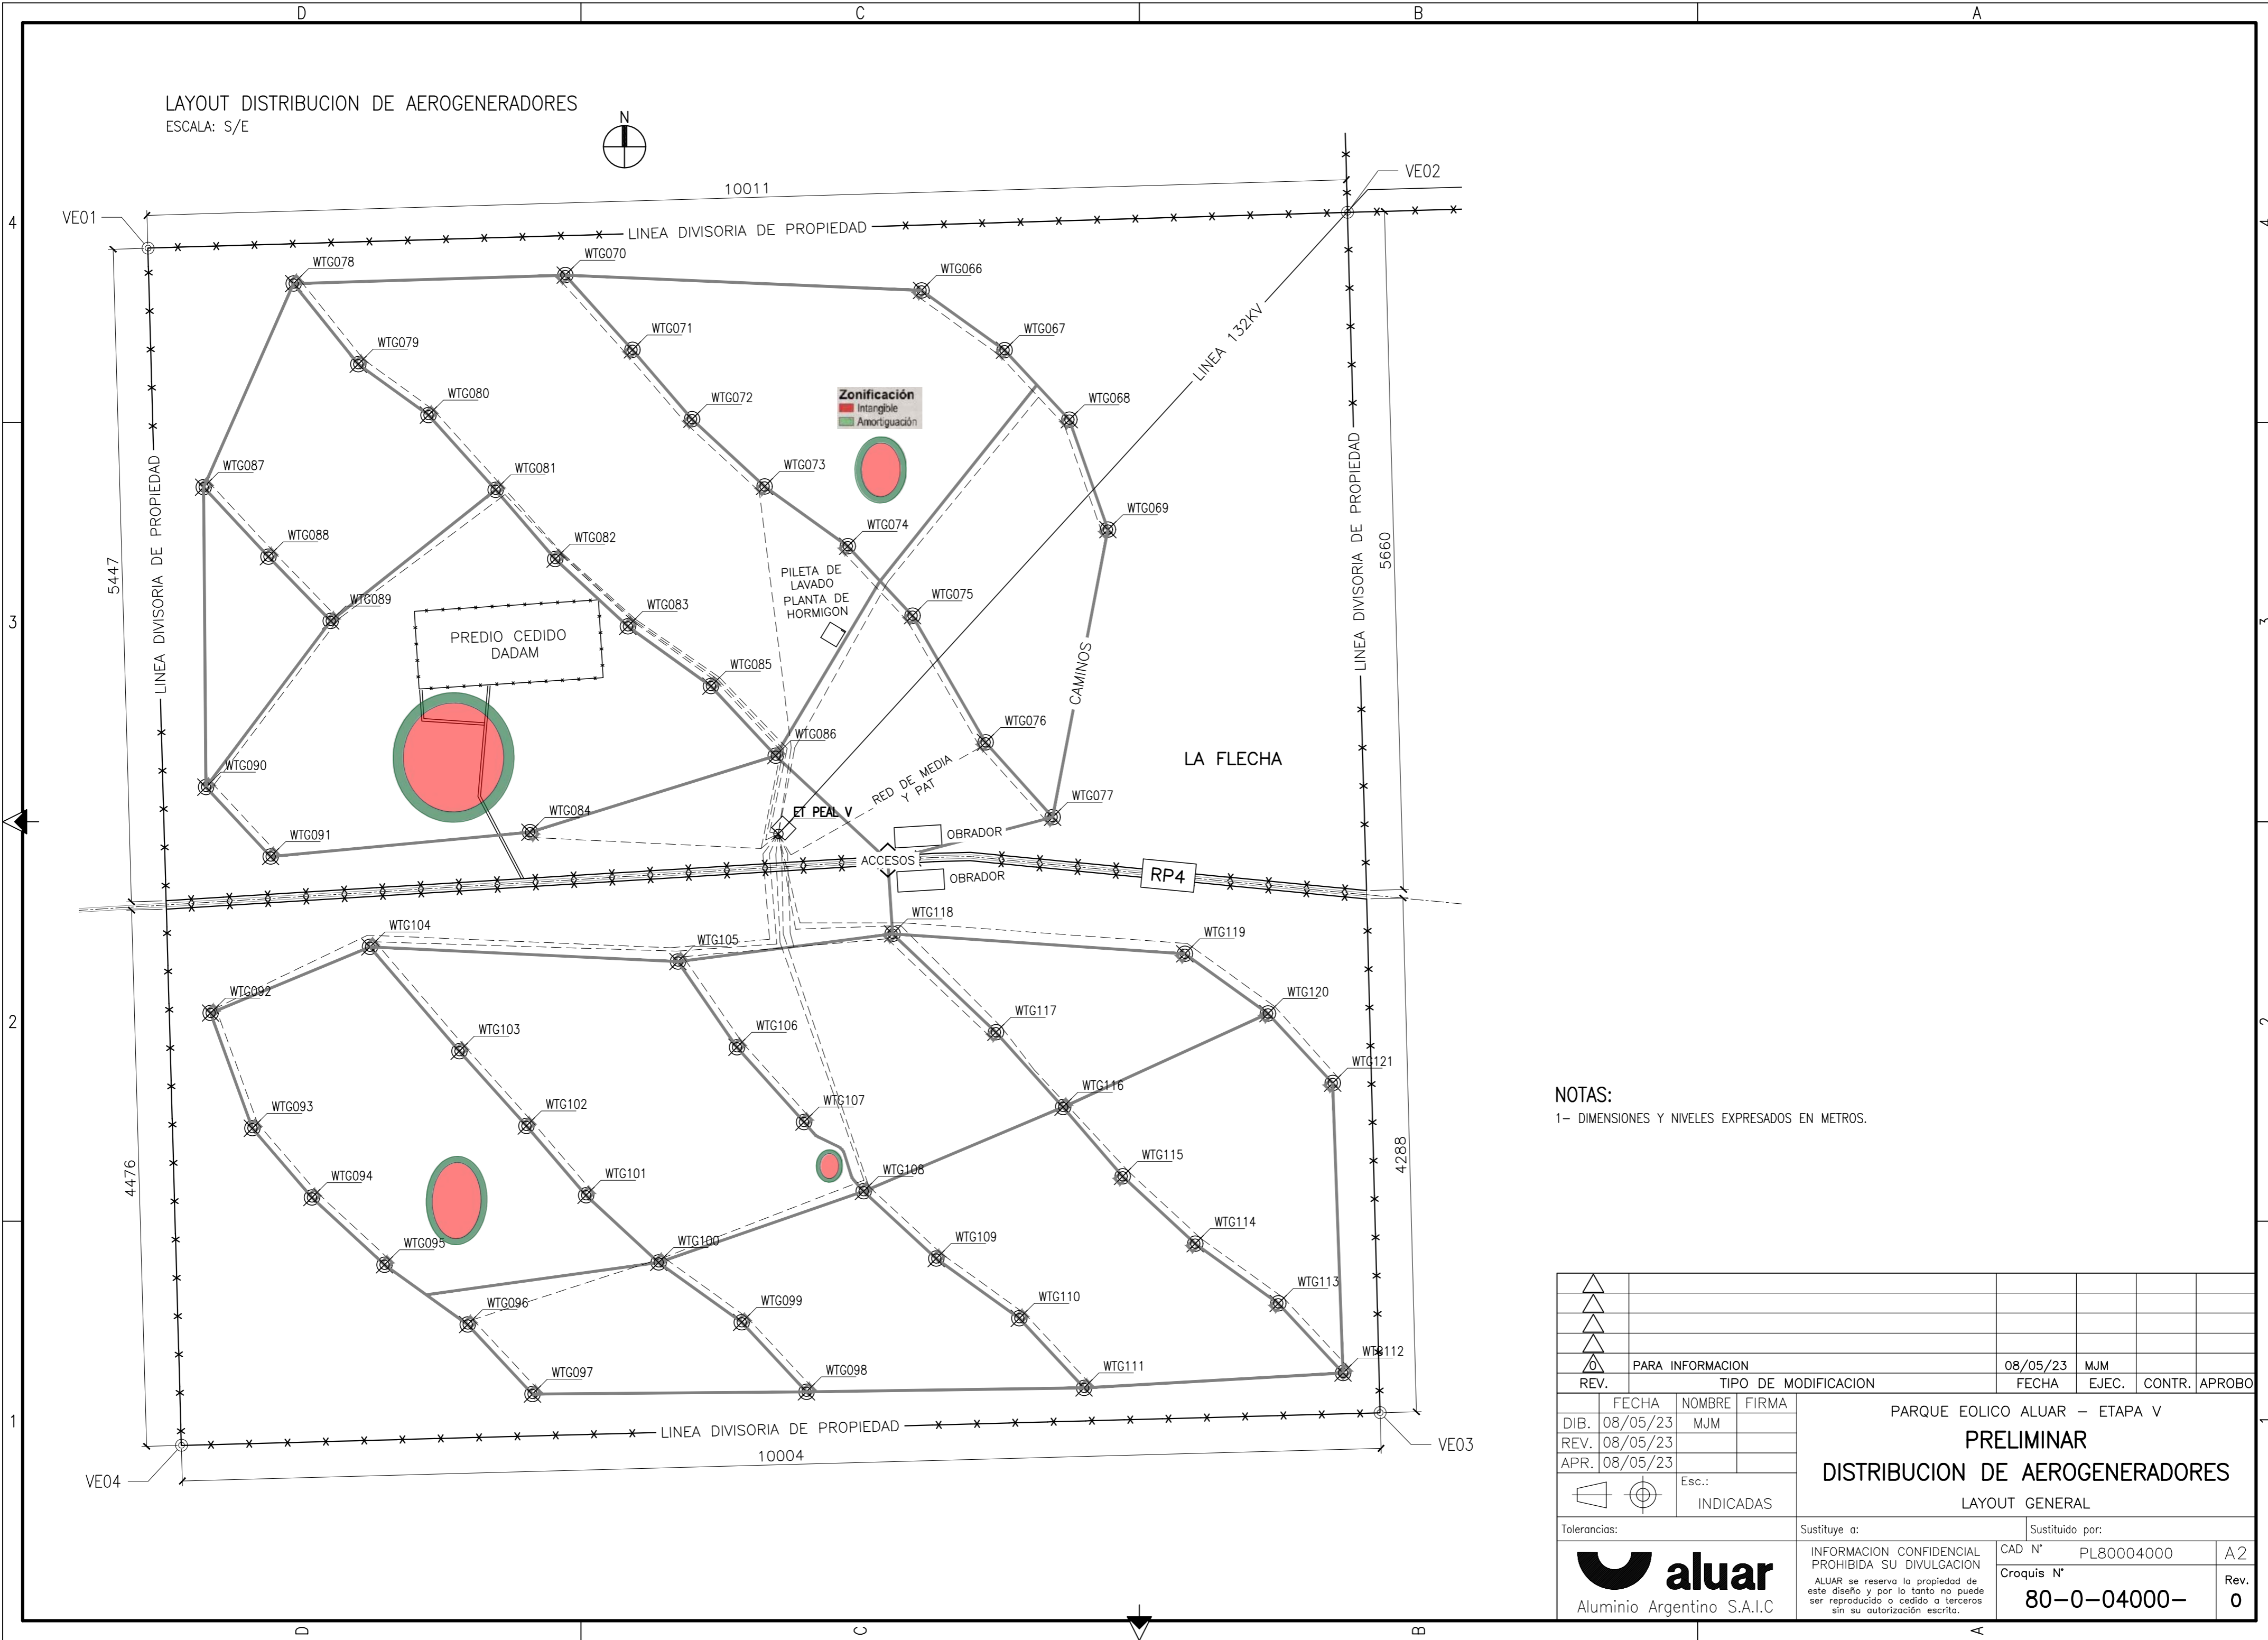 D C B A
LAYOUT DISTRIBUCION DE AEROGENERADORES
ESCALA: S/E
N
10011
VE02
VE01
4
4
LINEA DIVISORIA DE PROPIEDAD
WTG078
WTG070
WTG066
WTG071
WTG067
WTG079
LINEA 132KV
WTG080
WTG072
Zonificación
Intangible
Amortiguación
WTG068
WTG087
WTG081
WTG073
LINEA DIVISORIA DE PROPIEDAD
LINEA DIVISORIA DE PROPIEDAD
WTG088
WTG082
WTG074
WTG069
5447
5660
PILETA DE
LAVADO
PLANTA DE
HORMIGON
WTG089
WTG083
WTG075
3
3
PREDIO CEDIDO
DADAM
WTG085
CAMINOS
WTG086
WTG076
LA FLECHA
WTG090
RED DE MEDIA
Y PAT
WTG084
ET PEAL V
WTG077
WTG091
OBRADOR
ACCESOS
OBRADOR
RP4
WTG104
WTG105
WTG118
WTG119
WTG092
WTG120
2
2
WTG103
WTG106
WTG117
WTG121
WTG093
WTG102
WTG107
WTG116
4476
4288
WTG094
WTG101
WTG108
WTG115
WTG095
WTG100
WTG109
WTG114
WTG096
WTG099
WTG110
WTG113
WTG097
WTG098
WTG111
WTG112
LINEA DIVISORIA DE PROPIEDAD
10004
VE03
VE04
1
1
NOTAS:
1- DIMENSIONES Y NIVELES EXPRESADOS EN METROS.
0 PARA INFORMACION 08/05/23 MJM
REV. TIPO DE MODIFICACION FECHA EJEC. CONTR. APROBO
FECHA NOMBRE FIRMA
DIB. 08/05/23 MJM
REV. 08/05/23
APR. 08/05/23
Esc.:
INDICADAS
PARQUE EOLICO ALUAR – ETAPA V
PRELIMINAR
DISTRIBUCION DE AEROGENERADORES
LAYOUT GENERAL
Tolerancias:
Sustituye a:
Sustituido por:
aluar
Aluminio Argentino S.A.I.C
INFORMACION CONFIDENCIAL
PROHIBIDA SU DIVULGACION
ALUAR se reserva la propiedad de
este diseño y por lo tanto no puede
ser reproducido o cedido a terceros
sin su autorización escrita.
CAD N° PL80004000 A2
Croquis N°
80-0-04000-
Rev.
0
D C B A